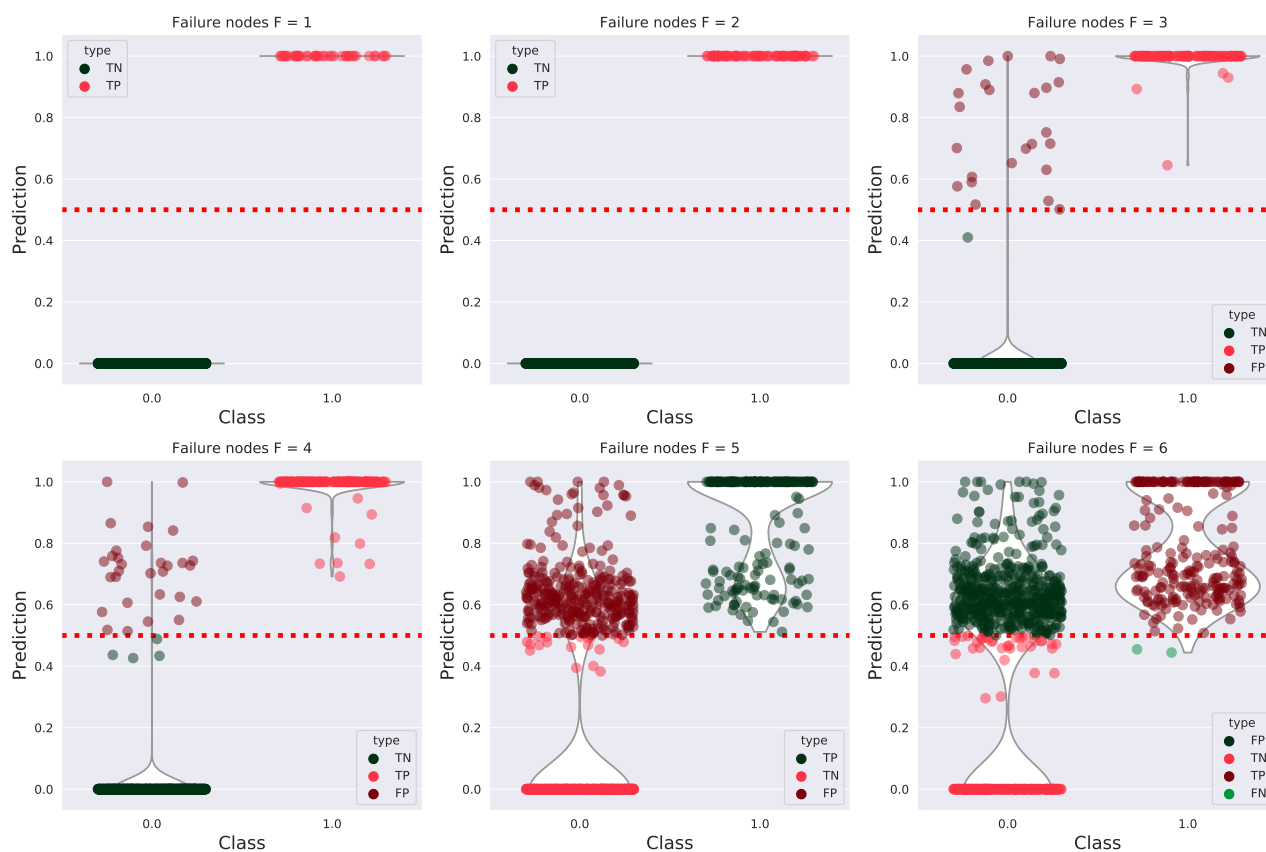 Failure nodes F = 1
Failure nodes F = 2
Failure nodes F = 3
1.0
0.8
0.6
0.4
0.2
0.0
Prediction
type
TN
TP
0.0
1.0
Class
1.0
0.8
0.6
0.4
0.2
0.0
Prediction
type
TN
TP
0.0
1.0
Class
1.0
0.8
0.6
0.4
0.2
0.0
Prediction
type
TN
TP
FP
0.0
1.0
Class
Failure nodes F = 4
Failure nodes F = 5
Failure nodes F = 6
1.0
0.8
0.6
0.4
0.2
0.0
Prediction
type
TN
TP
FP
0.0
1.0
Class
1.0
0.8
0.6
0.4
0.2
0.0
Prediction
type
TP
TN
FP
0.0
1.0
Class
1.0
0.8
0.6
0.4
0.2
0.0
Prediction
type
FP
TN
TP
FN
0.0
1.0
Class